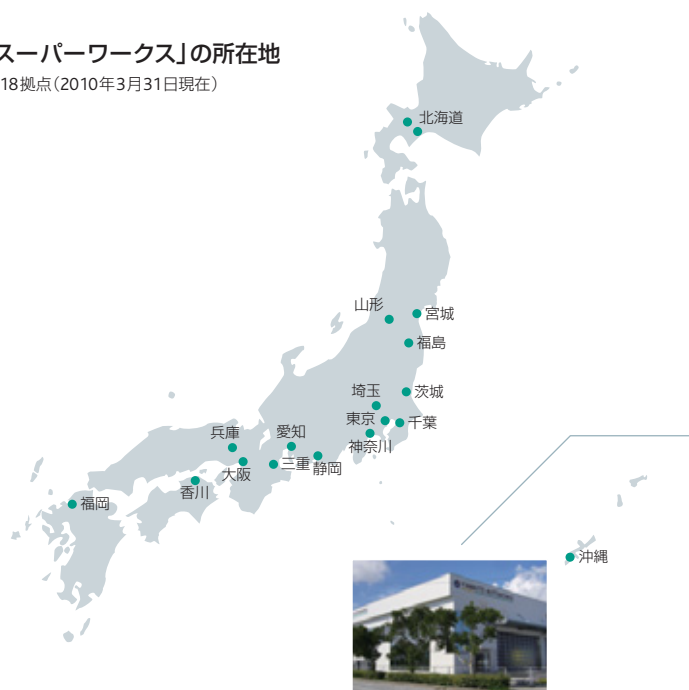 スーパーワークス」の所在地
18拠点（2010年3月31日現在）
北海道
山形
宮城
福島
埼玉
茨城
東京
千葉
神奈川
兵庫
愛知
大阪
三重
静岡
香川
福岡
沖縄